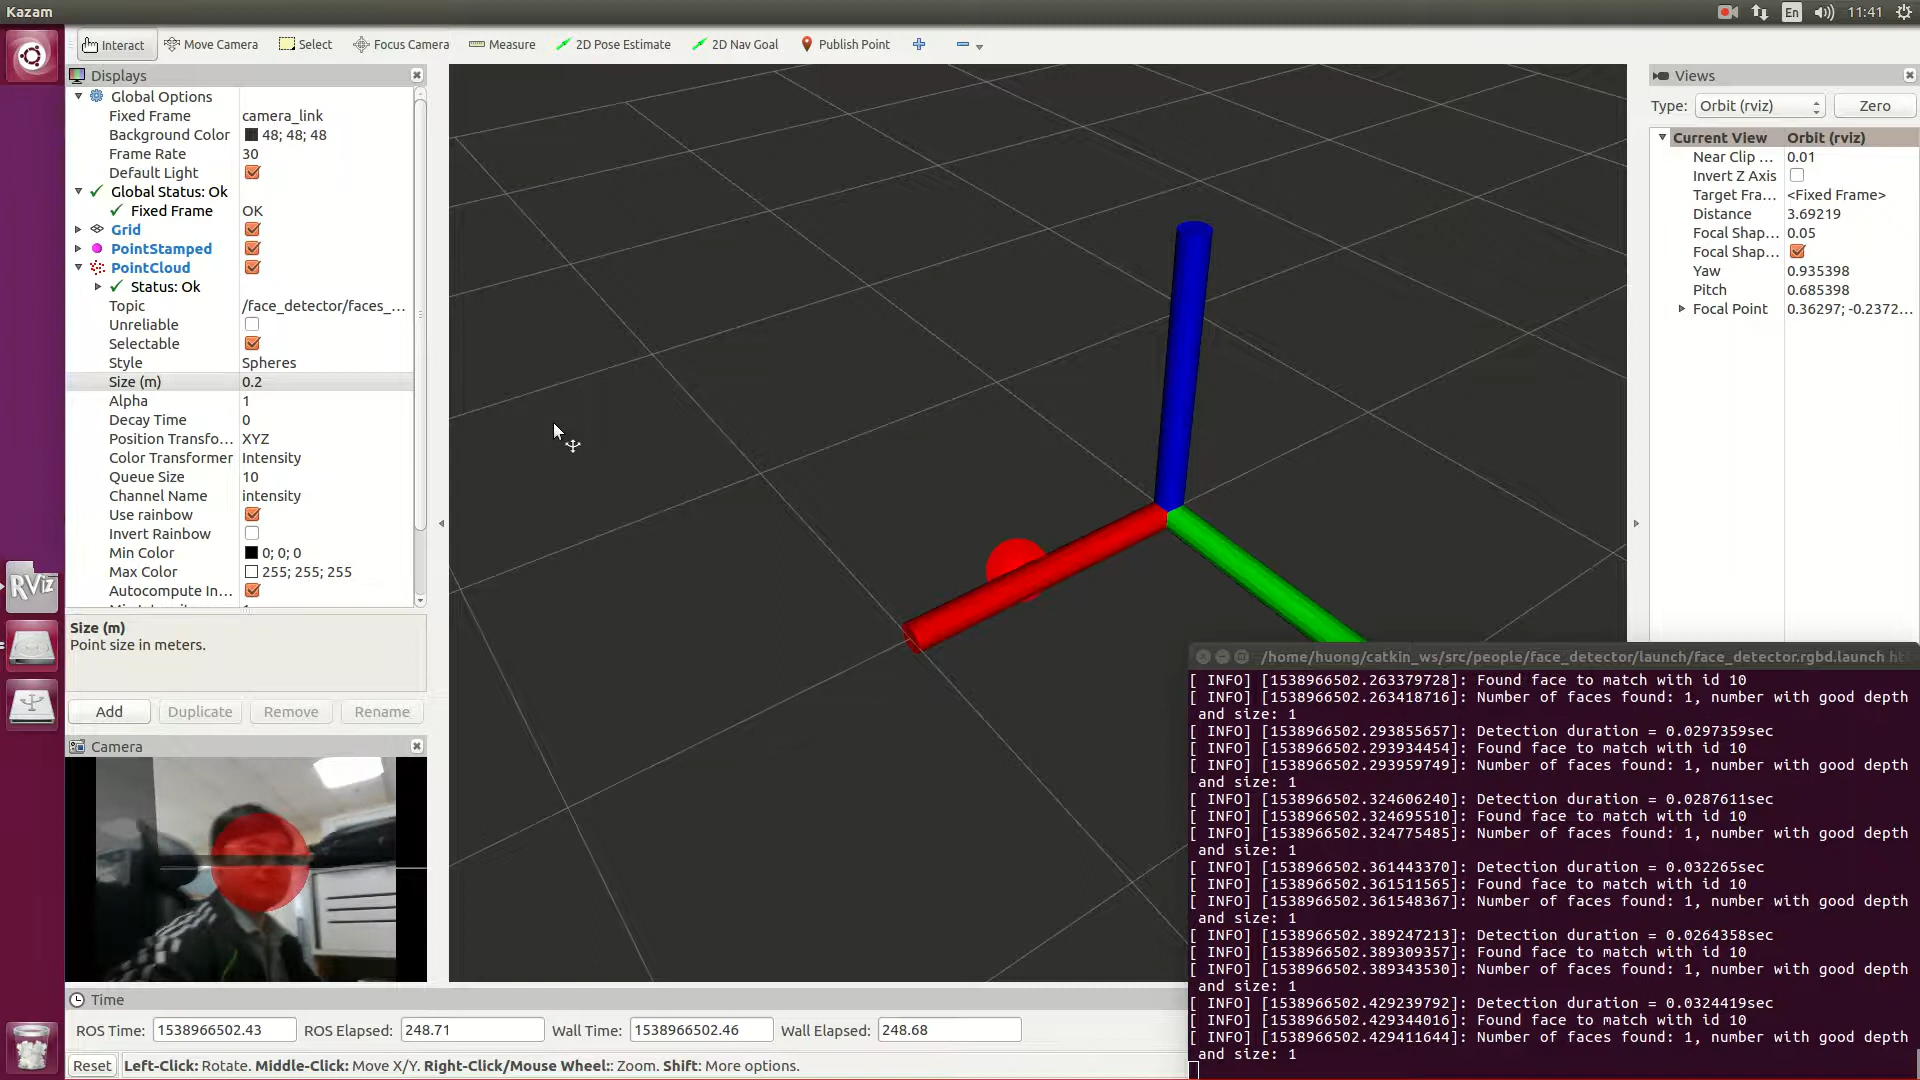 Kazam
En
11:41
Interact
Move Camera
Select
Focus Camera
Measure
2D Pose Estimate
2D Nav Goal
Publish Point
Displays
Global Options
Fixed Frame camera_link
Background Color 48; 48; 48
Frame Rate 30
Default Light
Global Status: Ok
Fixed Frame OK
Grid
PointStamped
PointCloud
Status: Ok
Topic /face_detector/faces_...
Unreliable
Selectable
Style Spheres
Size (m) 0.2
Alpha 1
Decay Time 0
Position Transfo... XYZ
Color Transformer Intensity
Queue Size 10
Channel Name intensity
Use rainbow
Invert Rainbow
Min Color 0; 0; 0
Max Color 255; 255; 255
Autocompute In...
Size (m)
Point size in meters.
Add
Duplicate
Remove
Rename
Camera
RViz
Views
Type: Orbit (rviz) Zero
Current View Orbit (rviz)
Near Clip ... 0.01
Invert Z Axis
Target Fra... <Fixed Frame>
Distance 3.69219
Focal Shap... 0.05
Focal Shap...
Yaw 0.935398
Pitch 0.685398
Focal Point 0.36297; -0.2372...
/home/huong/catkin_ws/src/people/face_detector/launch/face_detector.rgbd.launch
[ INFO] [1538966502.263379728]: Found face to match with id 10
[ INFO] [1538966502.263418716]: Number of faces found: 1, number with good depth
and size: 1
[ INFO] [1538966502.293855657]: Detection duration = 0.0297359sec
[ INFO] [1538966502.293934454]: Found face to match with id 10
[ INFO] [1538966502.293959749]: Number of faces found: 1, number with good depth
and size: 1
[ INFO] [1538966502.324606240]: Detection duration = 0.0287611sec
[ INFO] [1538966502.324695510]: Found face to match with id 10
[ INFO] [1538966502.324775485]: Number of faces found: 1, number with good depth
and size: 1
[ INFO] [1538966502.361443370]: Detection duration = 0.032265sec
[ INFO] [1538966502.361511565]: Found face to match with id 10
[ INFO] [1538966502.361548367]: Number of faces found: 1, number with good depth
and size: 1
[ INFO] [1538966502.389247213]: Detection duration = 0.0264358sec
[ INFO] [1538966502.389309357]: Found face to match with id 10
[ INFO] [1538966502.389343530]: Number of faces found: 1, number with good depth
and size: 1
[ INFO] [1538966502.429239792]: Detection duration = 0.0324419sec
[ INFO] [1538966502.429344016]: Found face to match with id 10
[ INFO] [1538966502.429411644]: Number of faces found: 1, number with good depth
and size: 1
Time
ROS Time: 1538966502.43 ROS Elapsed: 248.71 Wall Time: 1538966502.46 Wall Elapsed: 248.68
Reset Left-Click: Rotate. Middle-Click: Move X/Y. Right-Click/Mouse Wheel:: Zoom. Shift: More options.